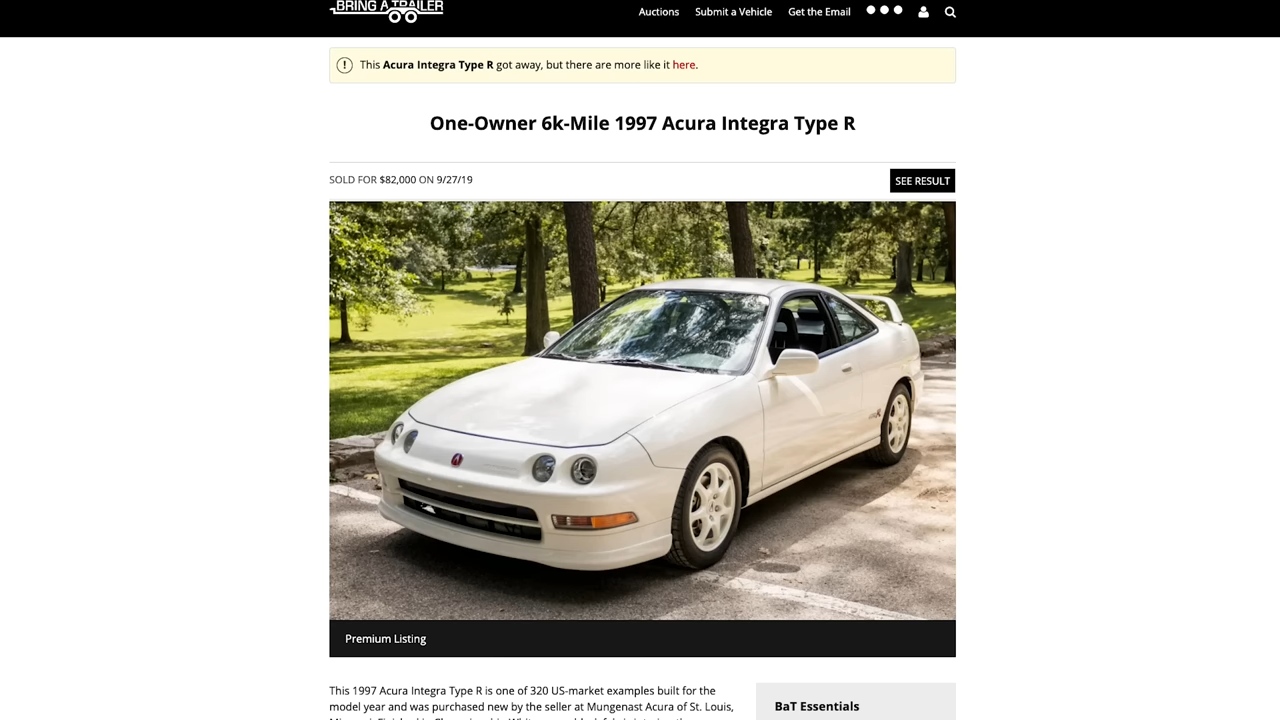 BRING A TRAILER
Auctions Submit a Vehicle Get the Email
This Acura Integra Type R got away, but there are more like it here.
One-Owner 6k-Mile 1997 Acura Integra Type R
SOLD FOR $82,000 ON 9/27/19
SEE RESULT
Premium Listing
This 1997 Acura Integra Type R is one of 320 US-market examples built for the
model year and was purchased new by the seller at Mungenast Acura of St. Louis,
BaT Essentials